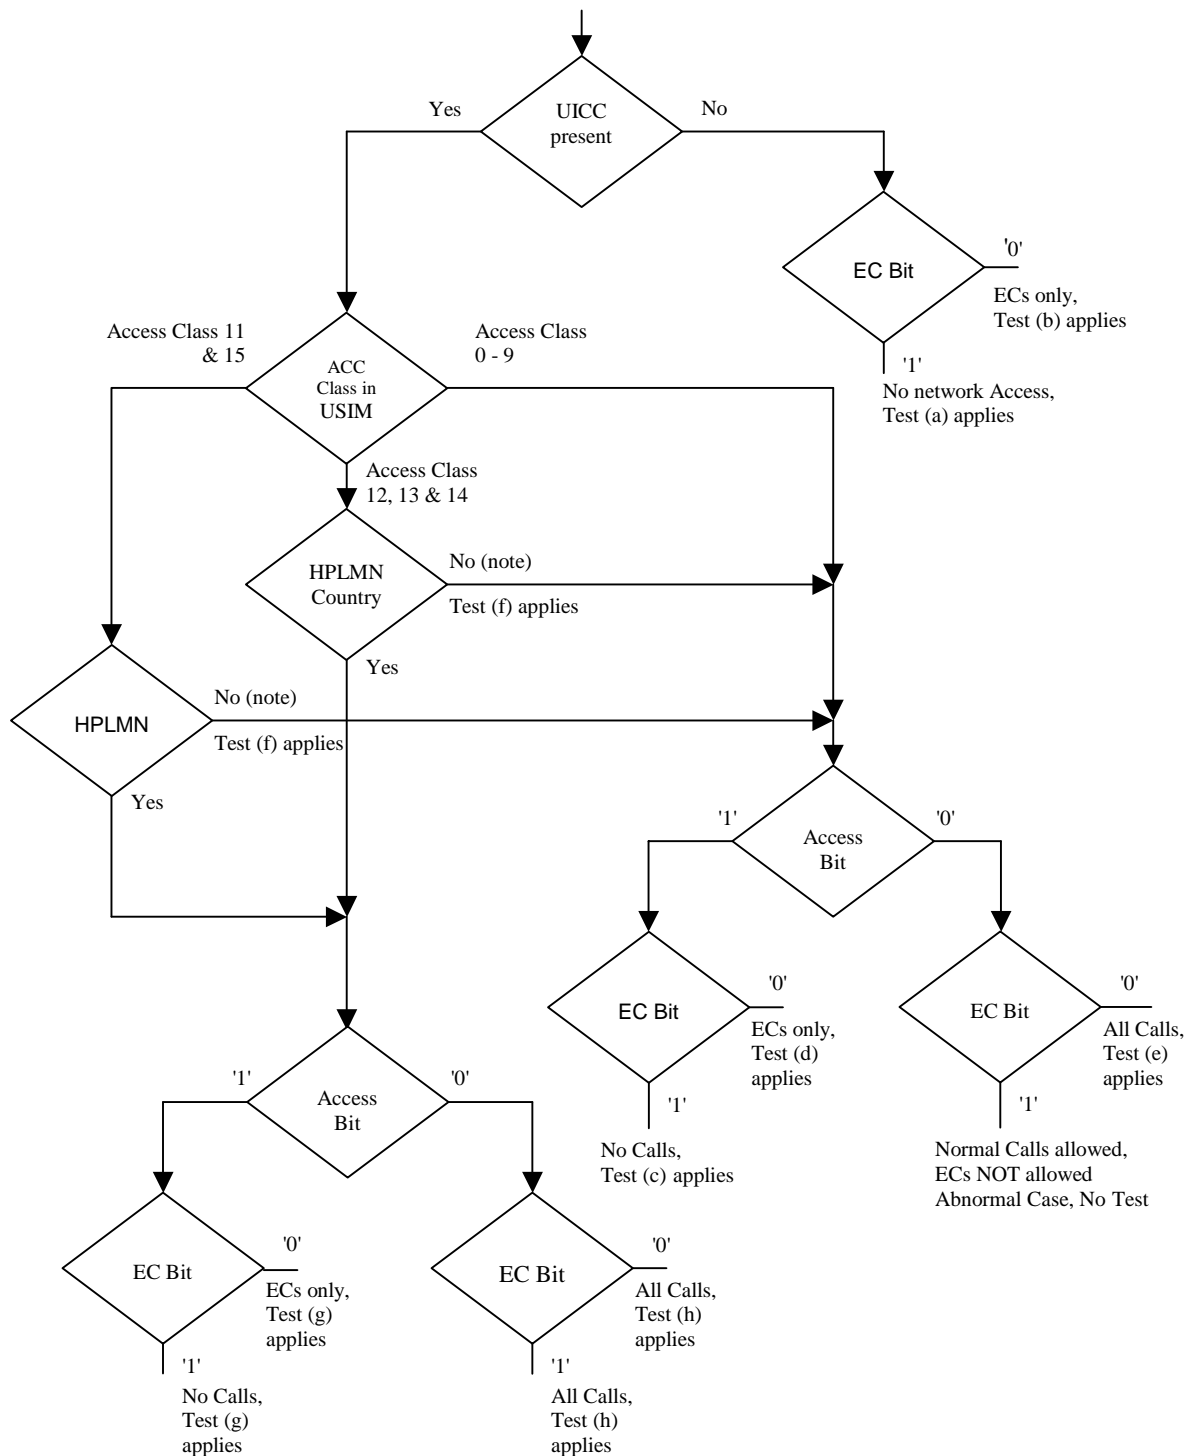 Yes
UICC
present
No
EC Bit
'0'
ECs only,
Test (b) applies
'1'
No network Access,
Test (a) applies
Access Class 11
& 15
ACC
Class in
USIM
Access Class
0 - 9
Access Class
12, 13 & 14
HPLMN
Country
No (note)
Test (f) applies
Yes
HPLMN
No (note)
Test (f) applies
Yes
'1'
Access
Bit
'0'
EC Bit
'0'
ECs only,
Test (d)
applies
'1'
No Calls,
Test (c) applies
EC Bit
'0'
All Calls,
Test (e)
applies
'1'
Normal Calls allowed,
ECs NOT allowed
Abnormal Case, No Test
'1'
Access
Bit
'0'
EC Bit
'0'
ECs only,
Test (g)
applies
'1'
No Calls,
Test (g)
applies
EC Bit
'0'
All Calls,
Test (h)
applies
'1'
All Calls,
Test (h)
applies